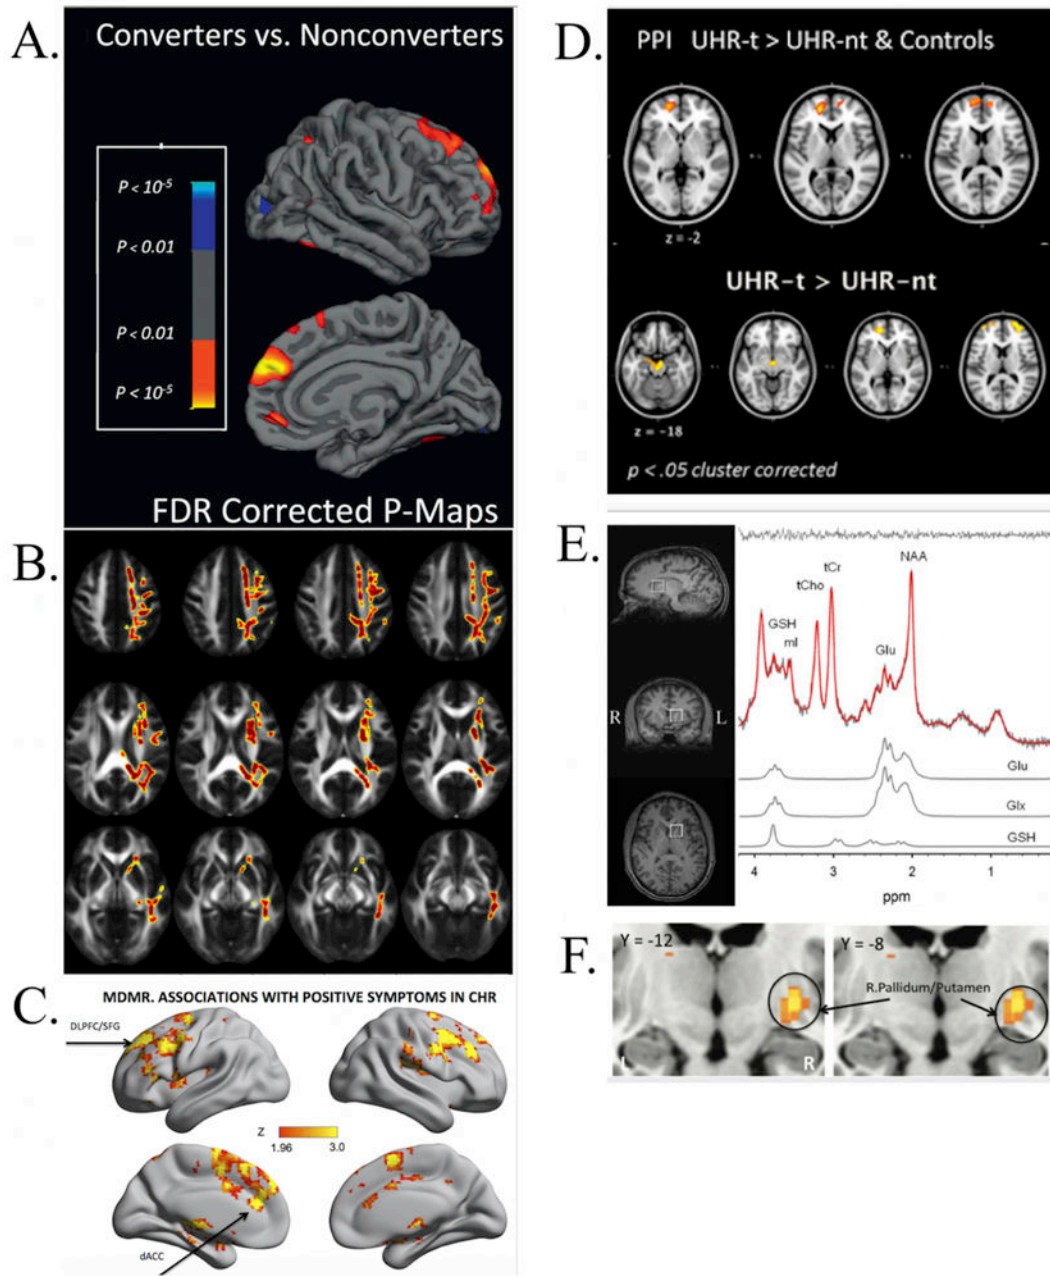 A.
Converters vs. Nonconverters
P < 10⁻⁵
P < 0.01
P < 0.01
P < 10⁻⁵
FDR Corrected P-Maps
B.
C.
MDMR. ASSOCIATIONS WITH POSITIVE SYMPTOMS IN CHR
DLPFC/SFG
Z
1.96 3.0
dACC
D.
PPI UHR-t > UHR-nt & Controls
z = -2
UHR-t > UHR-nt
z = -18
p < .05 cluster corrected
E.
R L
NAA
tCr
tCho
GSH
mI
Glu
Glu
Glx
GSH
4 3 2 1
ppm
F.
Y = -12 Y = -8
R.Pallidum/Putamen
L R